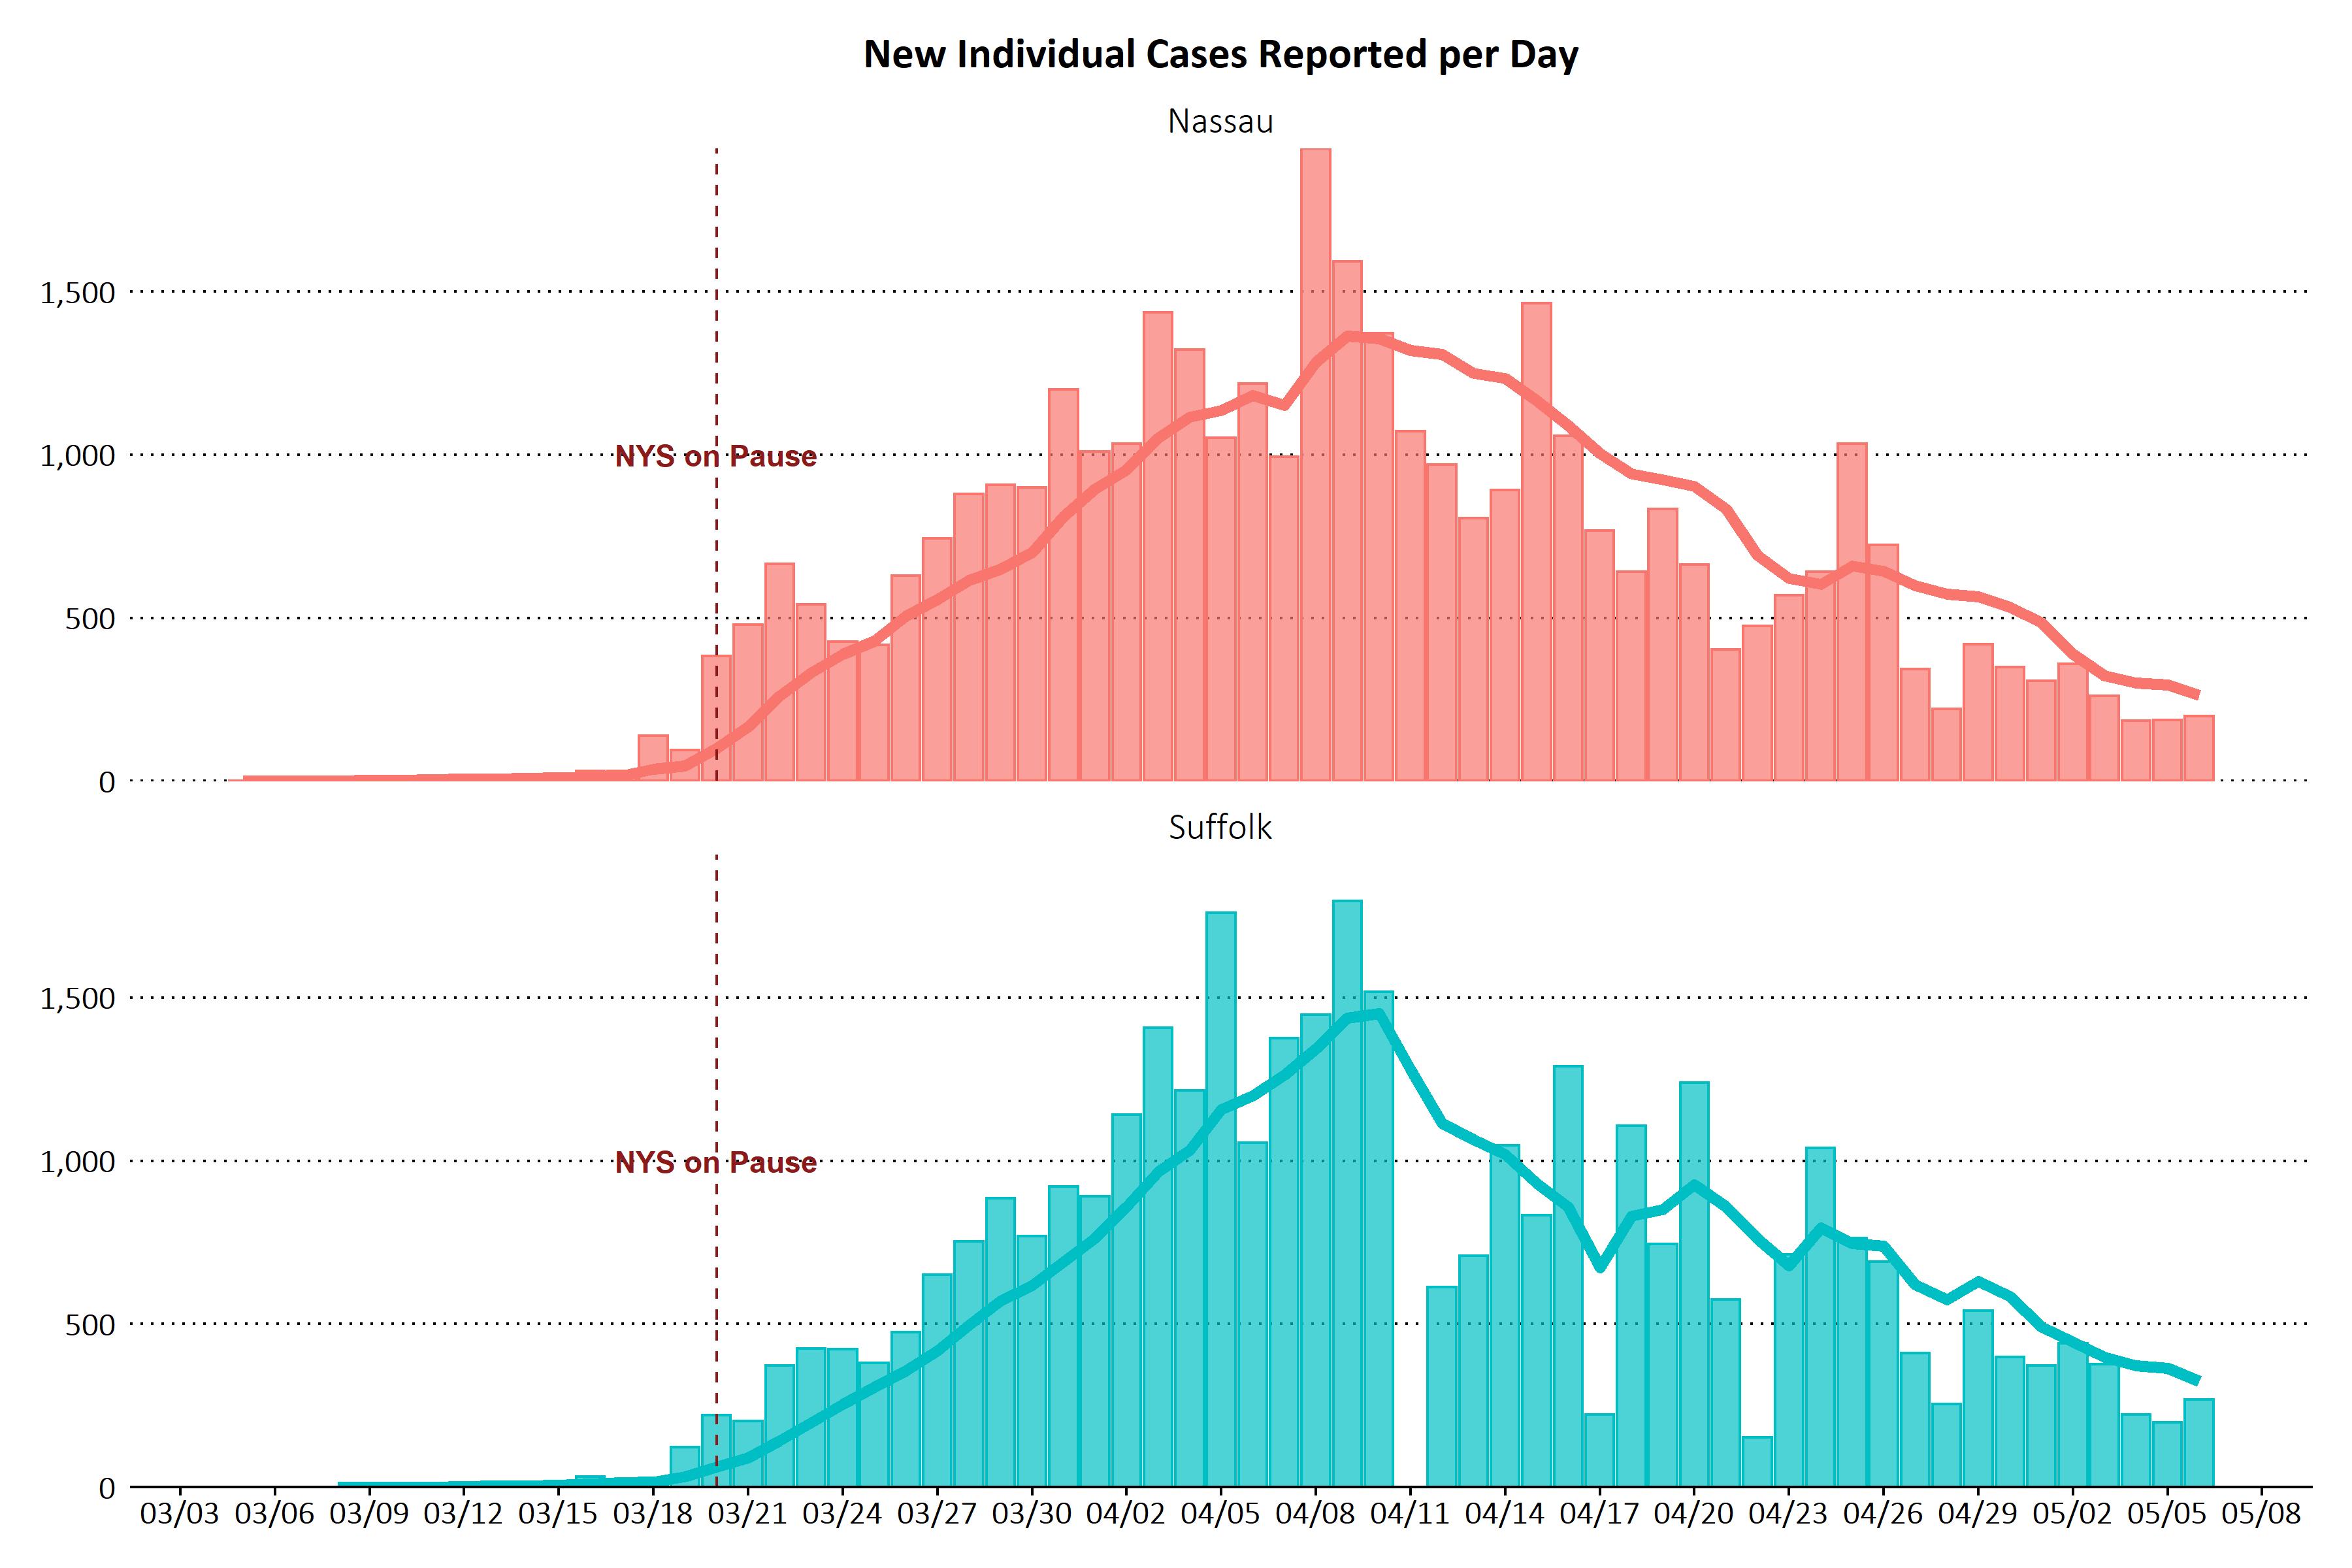 New Individual Cases Reported per Day
Nassau
1,500
1,000
NYS on Pause
500
0
Suffolk
1,500
1,000
NYS on Pause
500
0
03/03 03/06 03/09 03/12 03/15 03/18 03/21 03/24 03/27 03/30 04/02 04/05 04/08 04/11 04/14 04/17 04/20 04/23 04/26 04/29 05/02 05/05 05/08